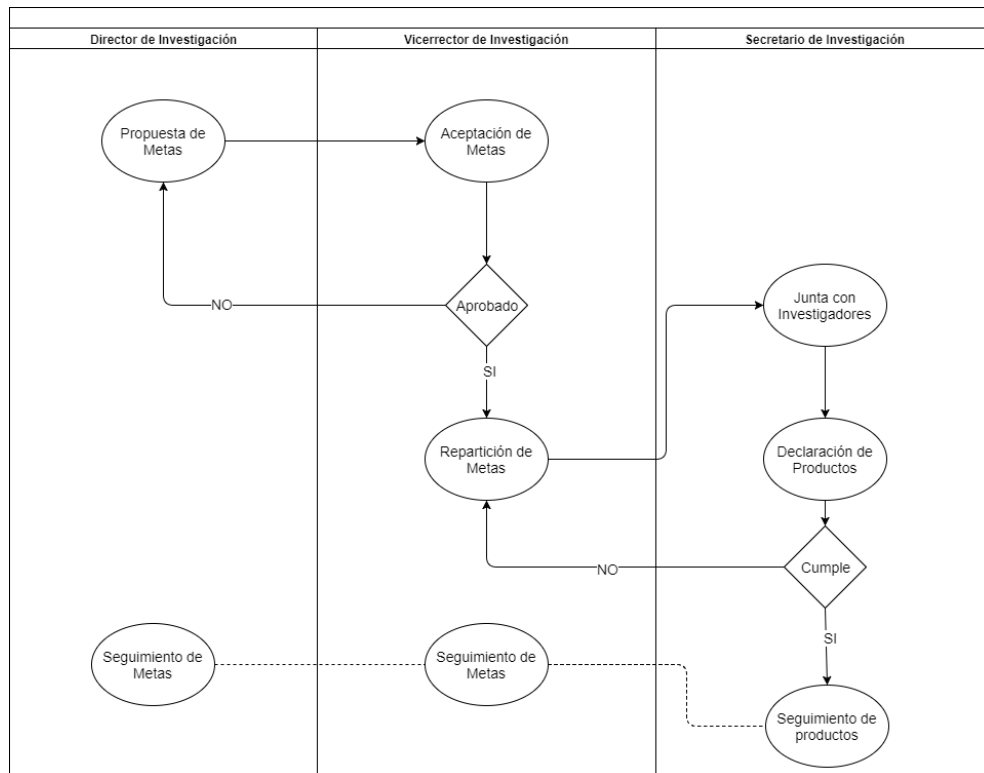 Director de Investigación
Vicerrector de Investigación
Secretario de Investigación
Propuesta de
Metas
Aceptación de
Metas
NO
Aprobado
Junta con
Investigadores
SI
Repartición de
Metas
Declaración de
Productos
NO
Cumple
SI
Seguimiento de
Metas
Seguimiento de
Metas
Seguimiento de
productos